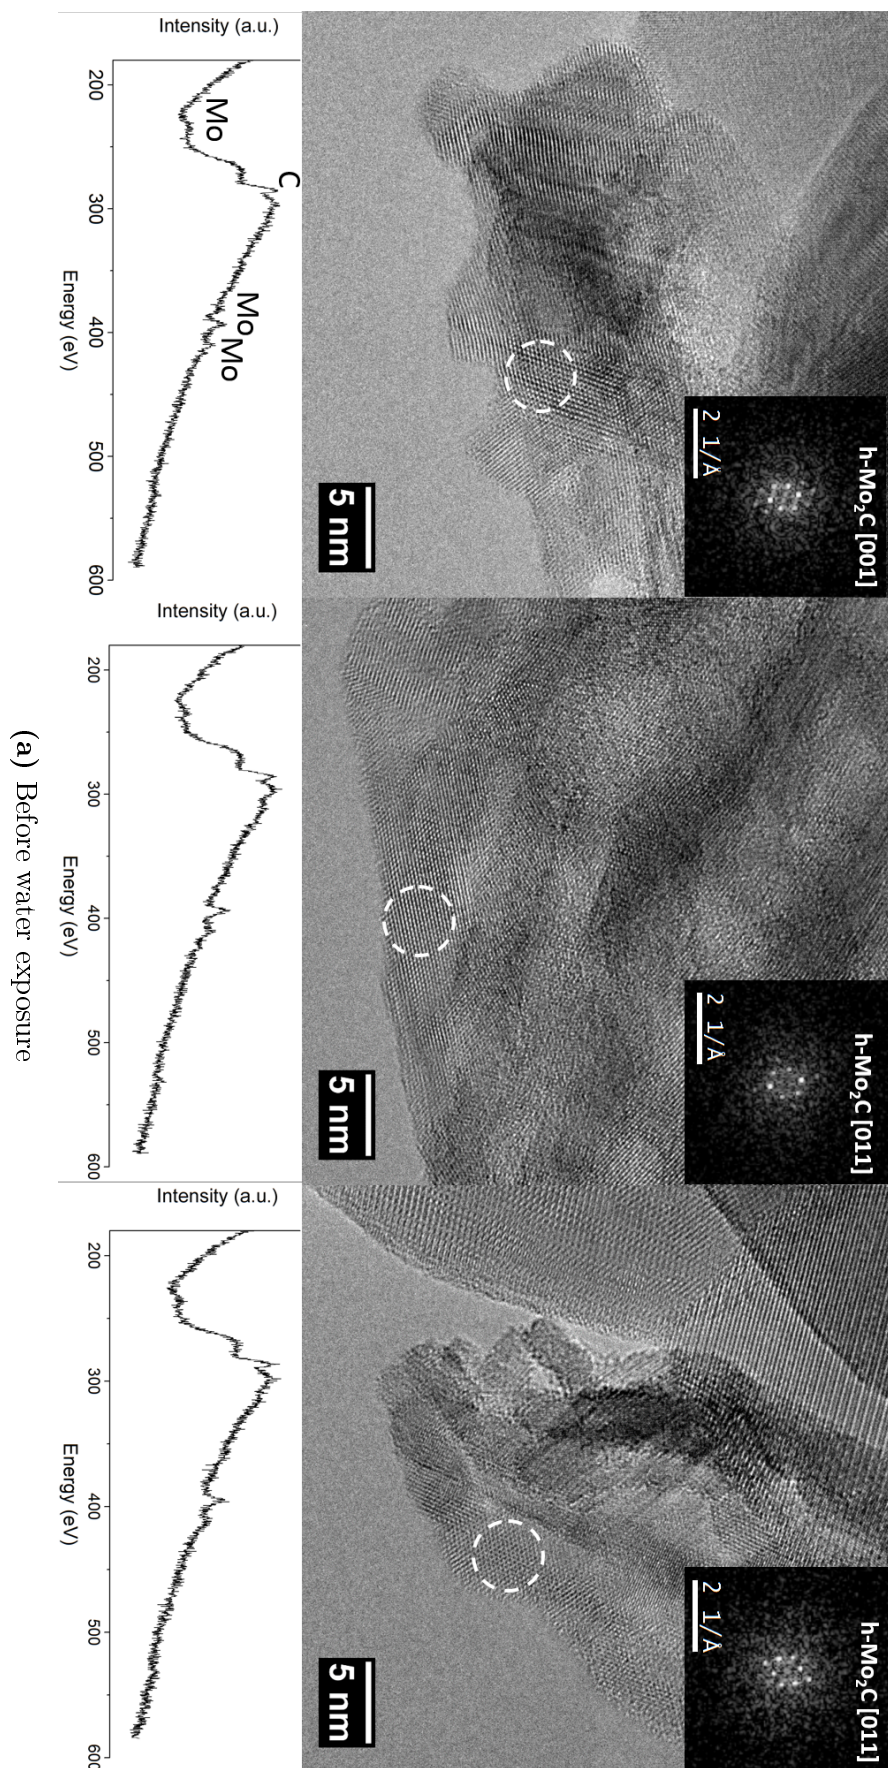 h-Mo₂C [001]
2 1/Å
5 nm
h-Mo₂C [011]
2 1/Å
5 nm
h-Mo₂C [011]
2 1/Å
5 nm
Intensity (a.u.)
C
Mo
Mo
Mo
200 300 400 500 600
Energy (eV)
Intensity (a.u.)
200 300 400 500 600
Energy (eV)
Intensity (a.u.)
200 300 400 500 600
Energy (eV)
(a) Before water exposure